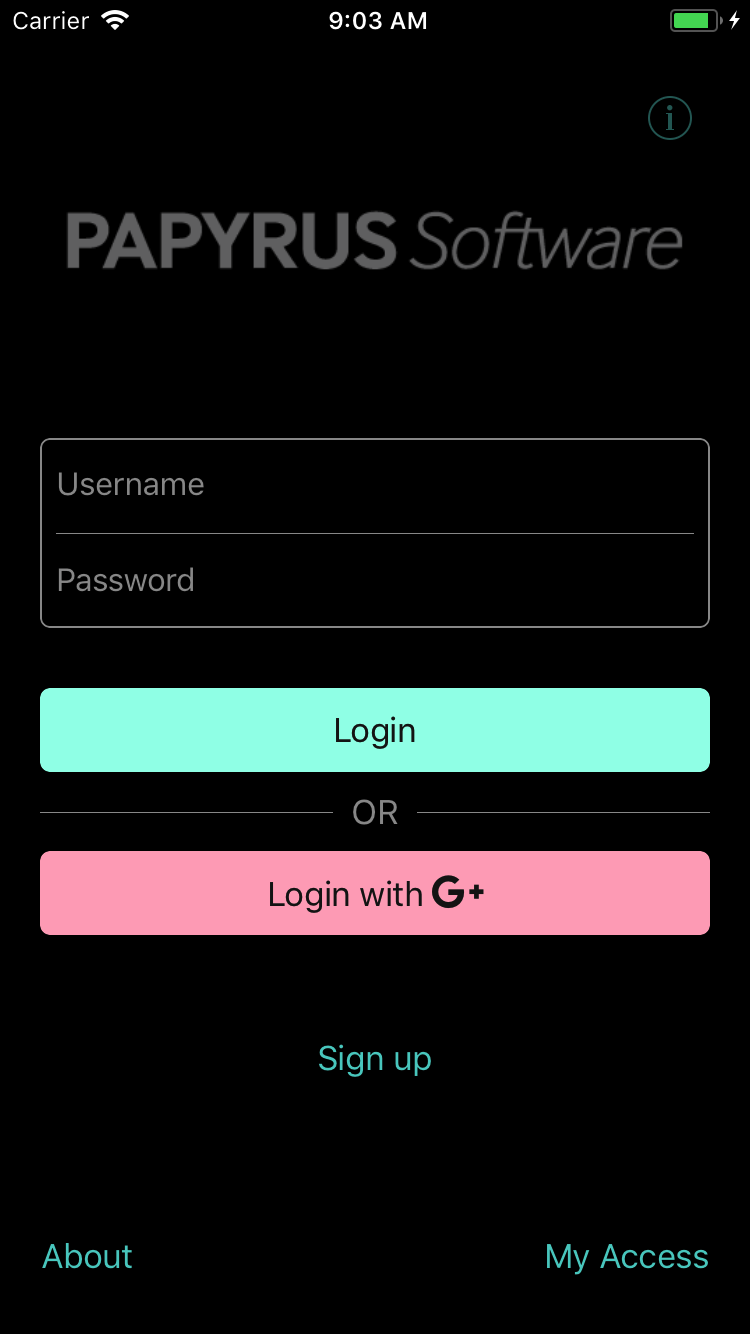 Carrier 9:03 AM
i
PAPYRUS Software
Username
Password
Login
OR
Login with G+
Sign up
About My Access